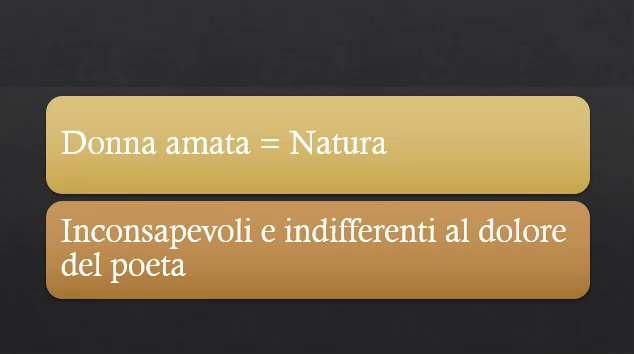 Donna amata = Natura
Inconsapevoli e indifferenti al dolore
del poeta